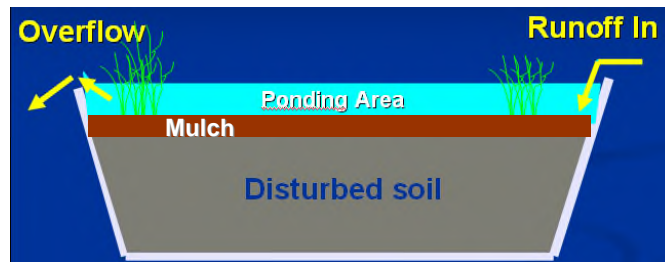 Overflow
Runoff In
Ponding Area
Mulch
Disturbed soil